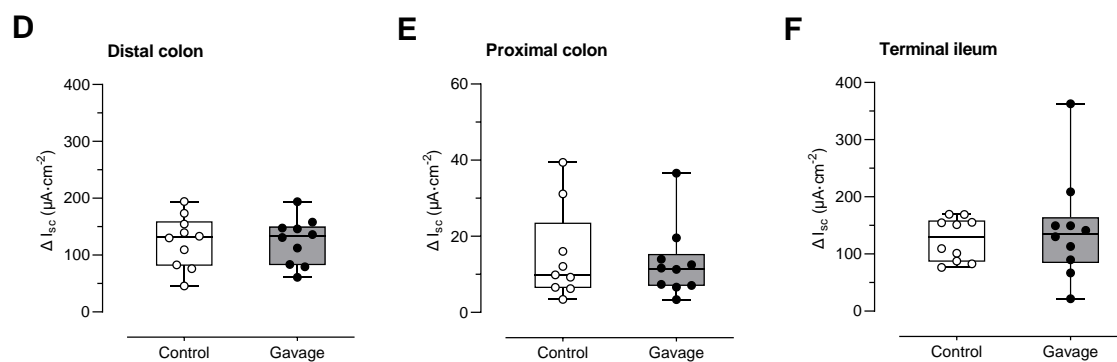 D
Distal colon
Δ Isc (µA·cm-2)
400
300
200
100
0
Control Gavage
E
Proximal colon
Δ Isc (µA·cm-2)
60
40
20
0
Control Gavage
F
Terminal ileum
Δ Isc (µA·cm-2)
400
300
200
100
0
Control Gavage